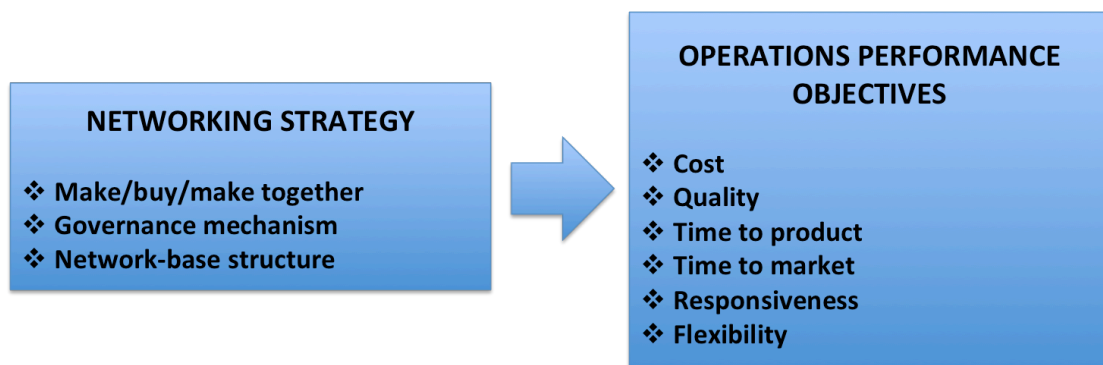 NETWORKING STRATEGY
❖ Make/buy/make together
❖ Governance mechanism
❖ Network-base structure
OPERATIONS PERFORMANCE
OBJECTIVES
❖ Cost
❖ Quality
❖ Time to product
❖ Time to market
❖ Responsiveness
❖ Flexibility